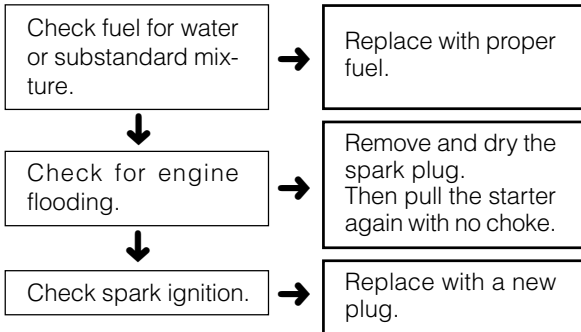 Check fuel for water
or substandard mix-
ture.
Replace with proper
fuel.
Check for engine
flooding.
Remove and dry the
spark plug.
Then pull the starter
again with no choke.
Check spark ignition.
Replace with a new
plug.